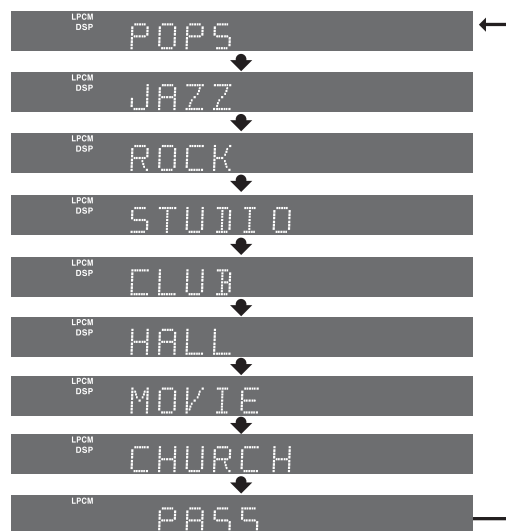 LPCM
DSP POPS
LPCM
DSP JAZZ
LPCM
DSP ROCK
LPCM
DSP STUDIO
LPCM
DSP CLUB
LPCM
DSP HALL
LPCM
DSP MOVIE
LPCM
DSP CHURCH
LPCM
PASS